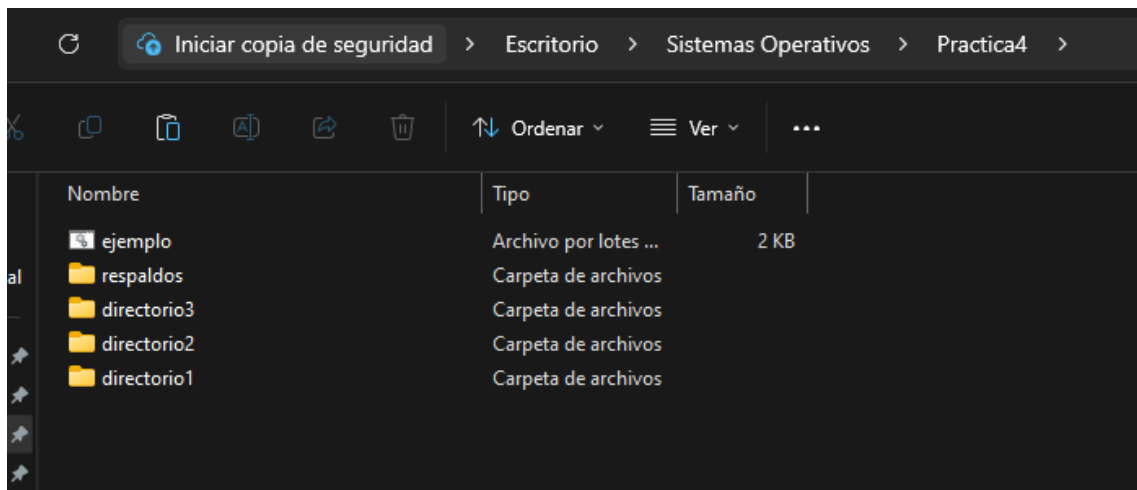 Iniciar copia de seguridad > Escritorio > Sistemas Operativos > Practica4 >
Ordenar Ver ...
Nombre Tipo Tamaño
ejemplo Archivo por lotes ... 2 KB
al
respaldos Carpeta de archivos
directorio3 Carpeta de archivos
directorio2 Carpeta de archivos
directorio1 Carpeta de archivos